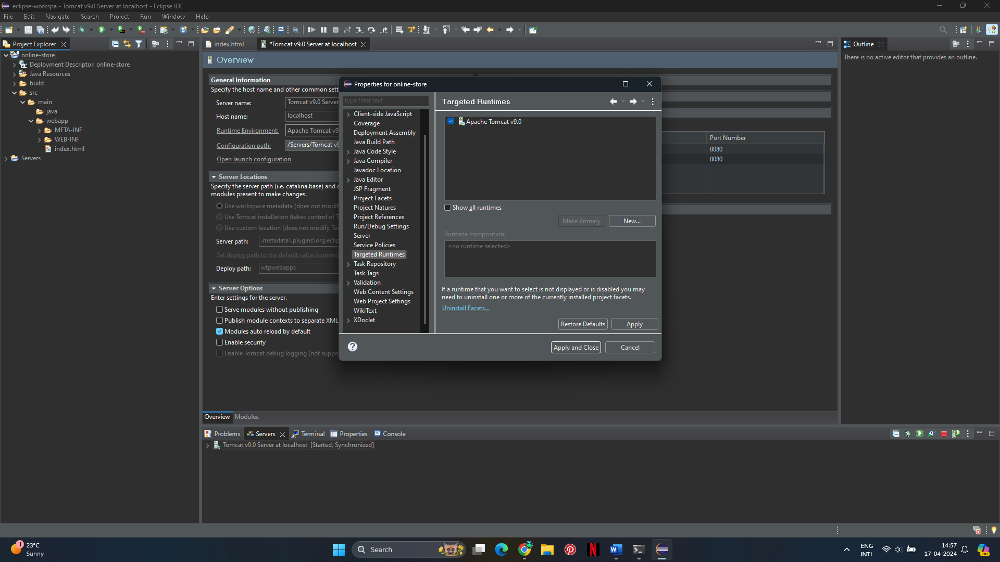 eclipse-workspa - Tomcat v9.0 Server at localhost - Eclipse IDE
File Edit Navigate Search Project Run Window Help
Project Explorer
index.html
*Tomcat v9.0 Server at localhost
Outline
online-store
Deployment Descriptor: online-store
Java Resources
build
src
main
java
webapp
META-INF
WEB-INF
index.html
Servers
Overview
General Information
Specify the host name and other common sett
Server name: Tomcat v9.0 Server
Host name: localhost
Runtime Environment: Apache Tomcat v9
Configuration path: /Servers/Tomcat v9
Open launch configuration
Server Locations
Specify the server path (i.e. catalina.base) and
modules present to make changes.
Use workspace metadata (does not modif
Use Tomcat installation (takes control of T
Use custom location (does not modify To
Server path: .metadata\.plugins\org.eclip
Set deploy path to the default value (current
Deploy path: wtpwebapps
Server Options
Enter settings for the server.
Serve modules without publishing
Publish module contexts to separate XML
Modules auto reload by default
Enable security
Enable Tomcat debug logging (not suppo
Properties for online-store
type filter text
Client-side JavaScript
Coverage
Deployment Assembly
Java Build Path
Java Code Style
Java Compiler
Javadoc Location
Java Editor
JSP Fragment
Project Facets
Project Natures
Project References
Run/Debug Settings
Server
Service Policies
Targeted Runtimes
Task Repository
Task Tags
Validation
Web Content Settings
Web Project Settings
WikiText
XDoclet
Targeted Runtimes
Apache Tomcat v9.0
Show all runtimes
Make Primary
New...
Runtime composition:
<no runtime selected>
If a runtime that you want to select is not displayed or is disabled you may
need to uninstall one or more of the currently installed project facets.
Uninstall Facets...
Restore Defaults
Apply
Apply and Close
Cancel
Port Number
8080
8080
There is no active editor that provides an outline.
Overview Modules
Problems Servers Terminal Properties Console
Tomcat v9.0 Server at localhost [Started, Synchronized]
1
23°C
Sunny
Search
ENG
INTL
14:57
17-04-2024
PRE